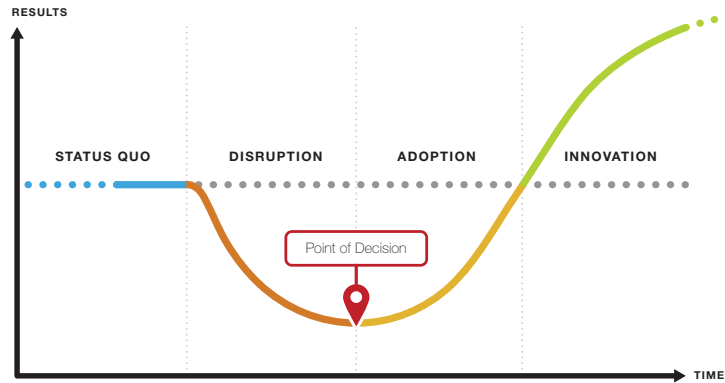 RESULTS
STATUS QUO
DISRUPTION
ADOPTION
INNOVATION
Point of Decision
TIME